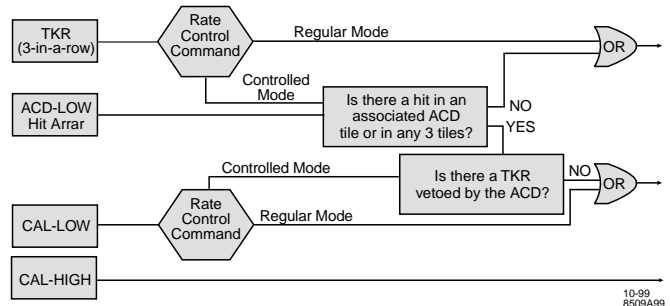 TKR
(3-in-a-row)
Rate
Control
Command
Regular Mode
OR
Controlled
Mode
ACD-LOW
Hit Arrar
Is there a hit in an
associated ACD
tile or in any 3 tiles?
NO
YES
Controlled Mode
Is there a TKR
vetoed by the ACD?
NO
OR
CAL-LOW
Rate
Control
Command
Regular Mode
CAL-HIGH
10-99
8509A99